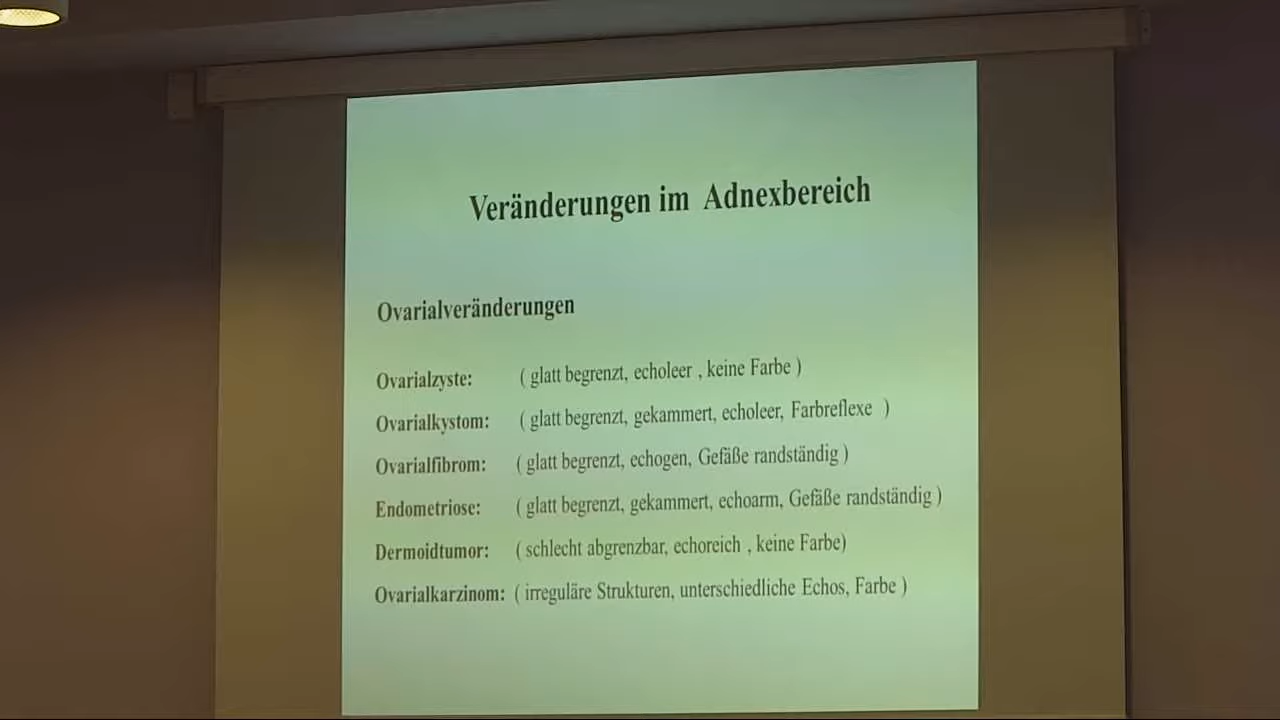 Veränderungen im Adnexbereich
Ovarialveränderungen
Ovarialzyste: ( glatt begrenzt, echoleer , keine Farbe )
Ovarialkystom: ( glatt begrenzt, gekammert, echoleer, Farbreflexe )
Ovarialfibrom: ( glatt begrenzt, echogen, Gefäße randständig )
Endometriose: ( glatt begrenzt, gekammert, echoarm, Gefäße randständig )
Dermoidtumor: ( schlecht abgrenzbar, echoreich , keine Farbe)
Ovarialkarzinom: ( irreguläre Strukturen, unterschiedliche Echos, Farbe )